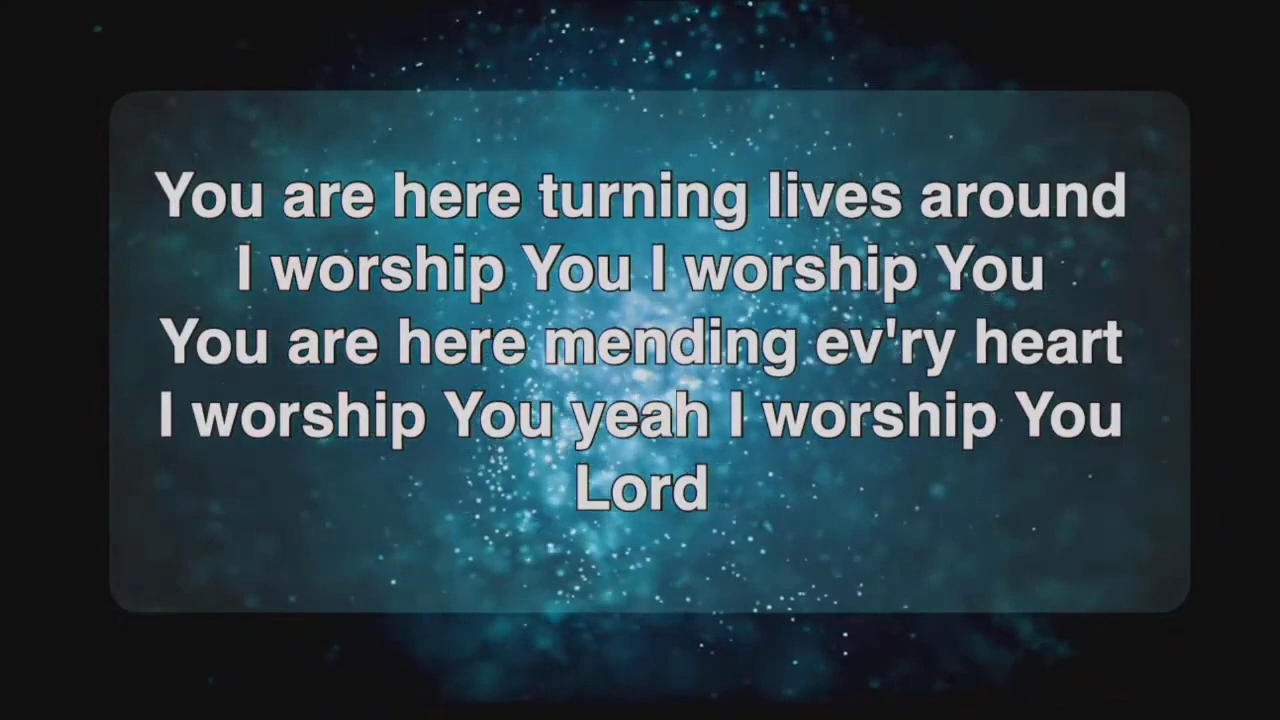 You are here turning lives around
I worship You I worship You
You are here mending ev'ry heart
I worship You yeah I worship You
Lord